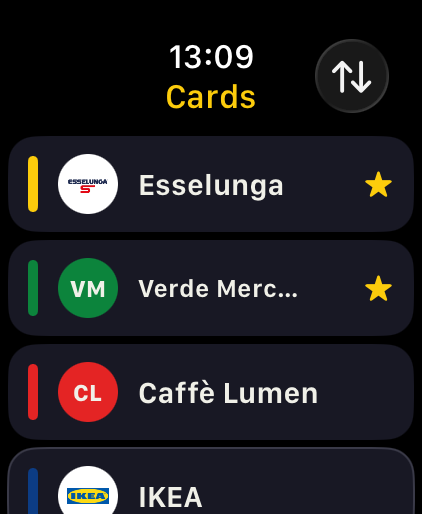 13:09
Cards
ESSELUNGA
S
Esselunga
VM
Verde Merc...
CL
Caffè Lumen
IKEA
IKEA